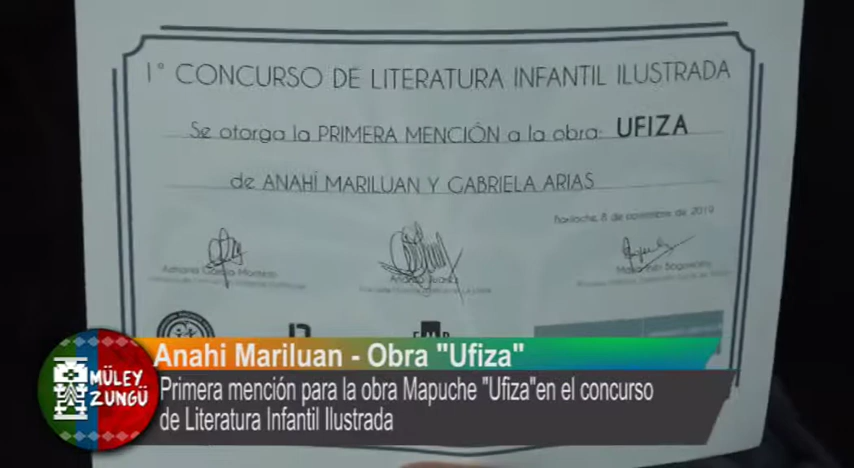 1° CONCURSO DE LITERATURA INFANTIL ILUSTRADA
Se otorga la PRIMERA MENCIÓN a la obra: UFIZA
de ANAHÍ MARILUAN Y GABRIELA ARIAS
Bariloche, 8 de noviembre de 2019
Anahi Mariluan - Obra "Ufiza"
MÜLEY
ZUNGÜ
Primera mención para la obra Mapuche "Ufiza"en el concurso
de Literatura Infantil Ilustrada